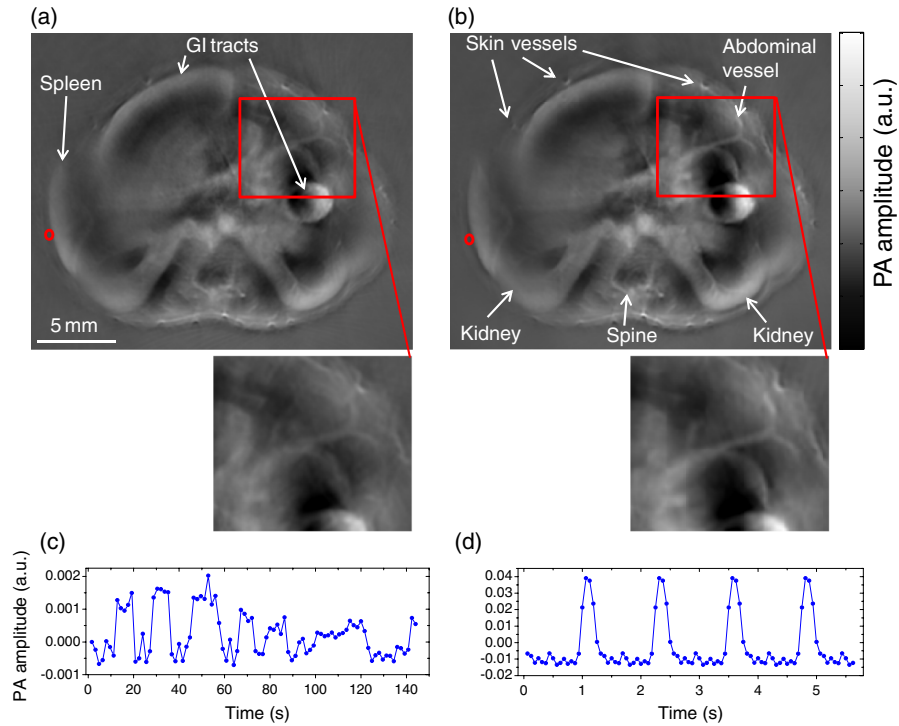 (a)
(b)
GI tracts
Spleen
5 mm
Skin vessels
Abdominal
vessel
Kidney
Spine
Kidney
PA amplitude (a.u.)
(c)
PA amplitude (a.u.)
0.002
0.001
0.000
-0.001
0 20 40 60 80 100 120 140
Time (s)
(d)
0.04
0.03
0.02
0.01
0.00
-0.01
-0.02
0 1 2 3 4 5
Time (s)